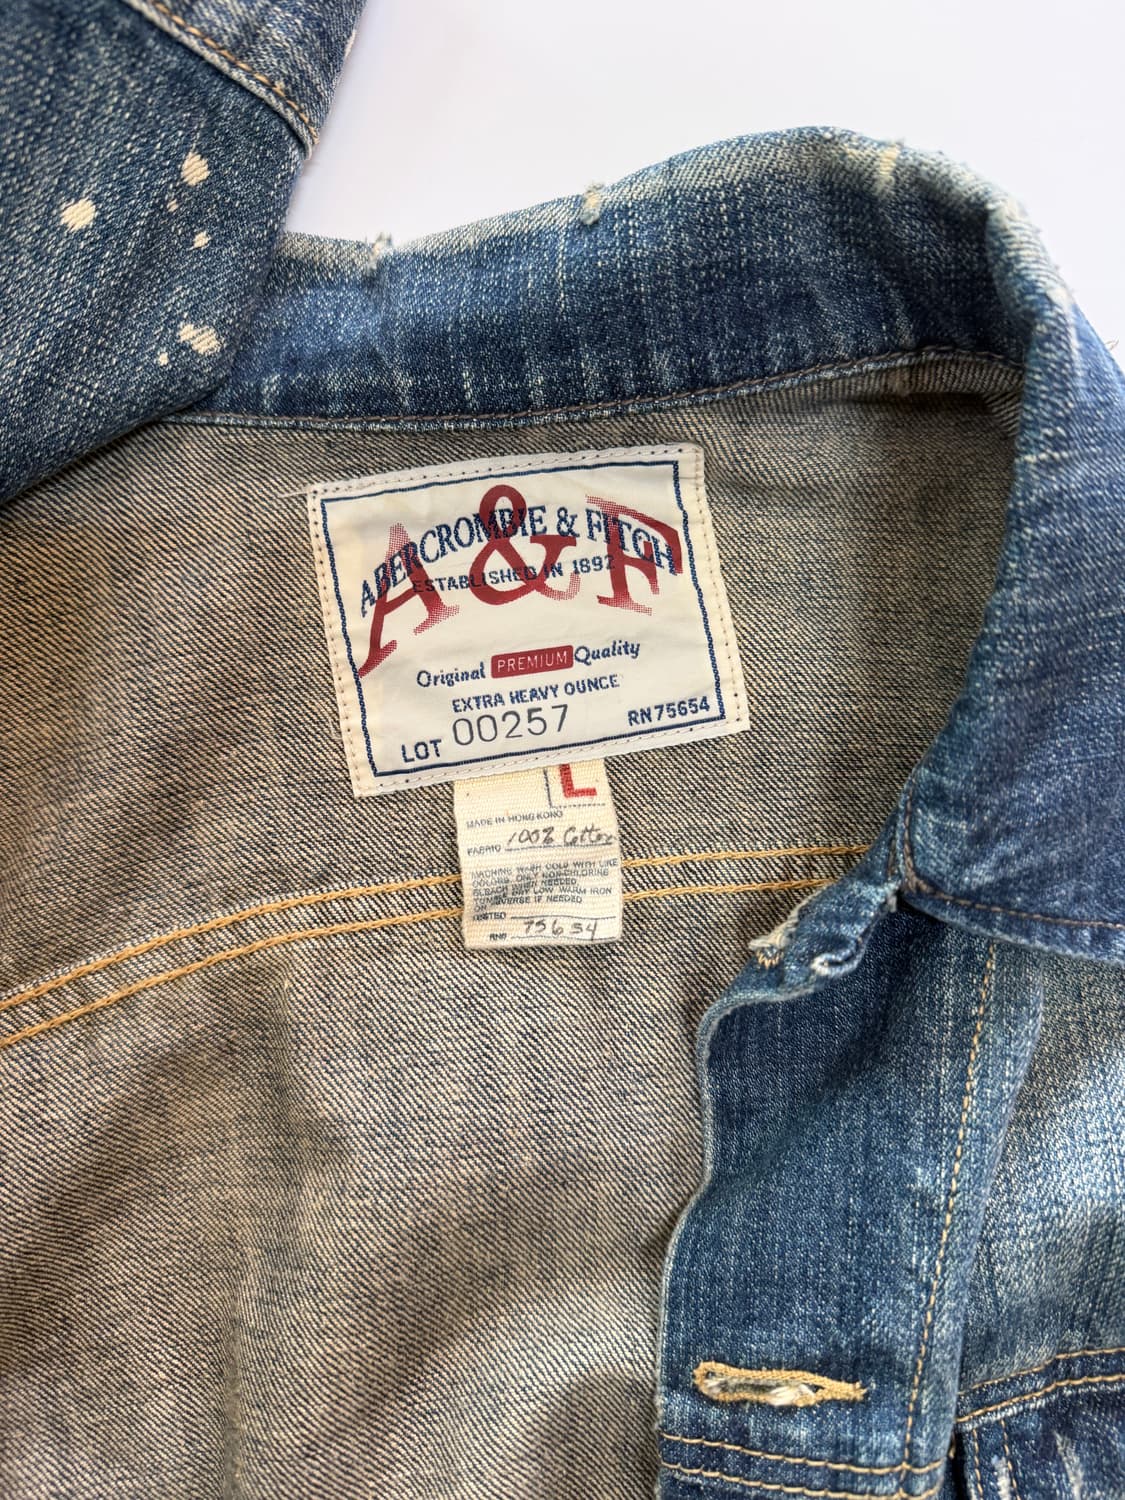 A & F
ABERCROMBIE & FITCH
ESTABLISHED IN 1892
Original PREMIUM Quality
EXTRA HEAVY OUNCE
LOT 00257 RN75654
L
MADE IN HONG KONG
FABRIC 100% Cotton
MACHINE WASH COLD WITH LIKE
COLORS. ONLY NON-CHLORINE
BLEACH WHEN NEEDED
DRY LOW WARM IRON
REVERSE IF NEEDED
RN# 75654